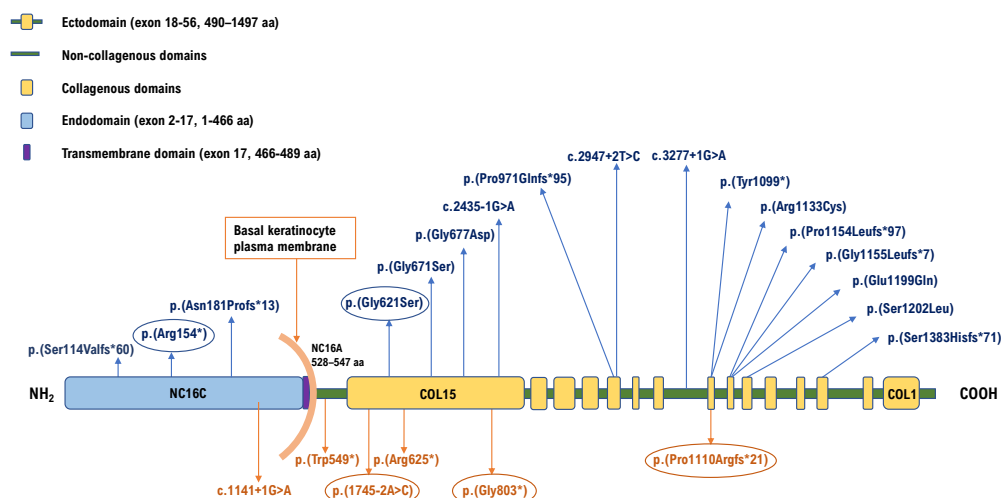 Ectodomain (exon 18-56, 490–1497 aa)
Non-collagenous domains
Collagenous domains
Endodomain (exon 2-17, 1-466 aa)
Transmembrane domain (exon 17, 466-489 aa)
c.2947+2T>C
c.3277+1G>A
p.(Pro971Glnfs*95)
p.(Tyr1099*)
c.2435-1G>A
p.(Arg1133Cys)
Basal keratinocyte
plasma membrane
p.(Gly677Asp)
p.(Pro1154Leufs*97)
p.(Gly1155Leufs*7)
p.(Gly671Ser)
p.(Glu1199Gln)
p.(Asn181Profs*13)
p.(Gly621Ser)
p.(Ser1202Leu)
p.(Arg154*)
p.(Ser1383Hisfs*71)
p.(Ser114Valfs*60)
NC16A
528–547 aa
NH2
NC16C
COL15
COL1
COOH
p.(Trp549*)
p.(Arg625*)
p.(Pro1110Argfs*21)
c.1141+1G>A
p.(1745-2A>C)
p.(Gly803*)